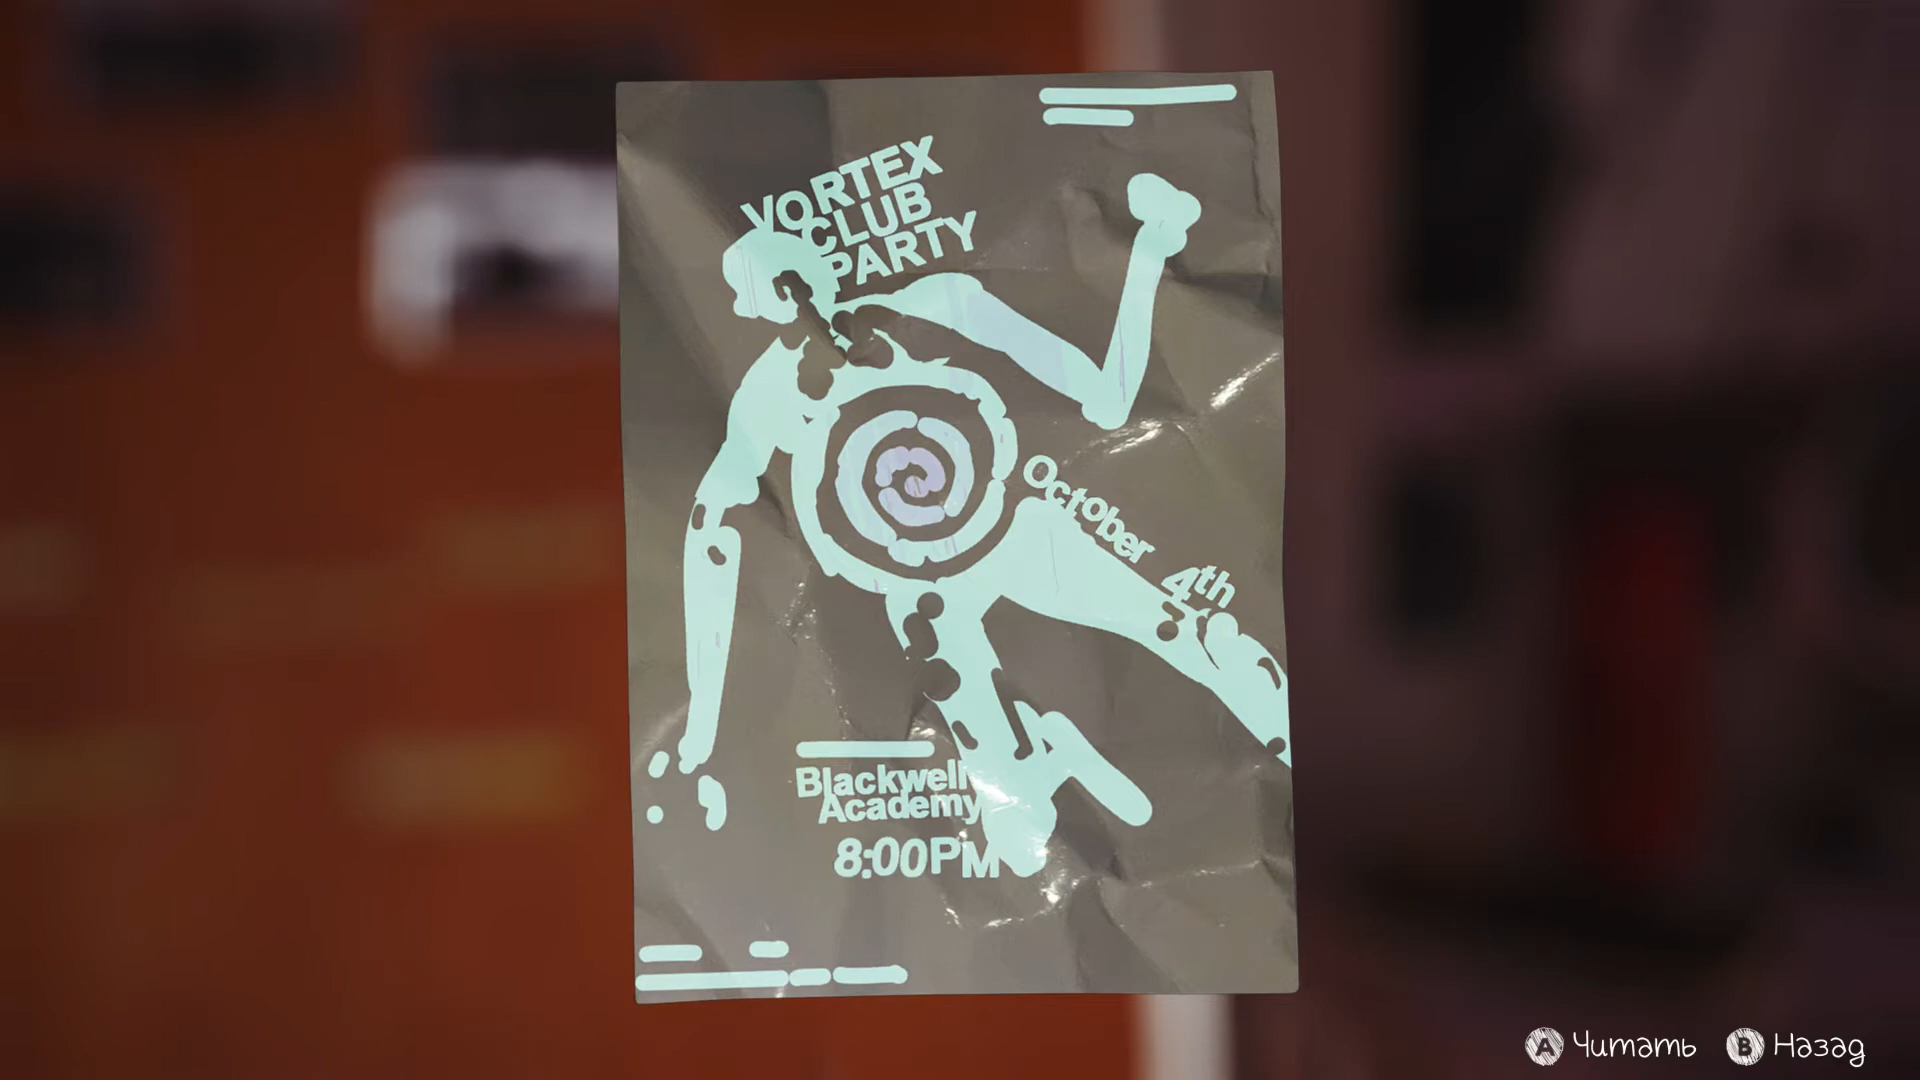 VORTEX
CLUB
PARTY
October 4th
Blackwell
Academy
8:00PM
A Читать B Назад